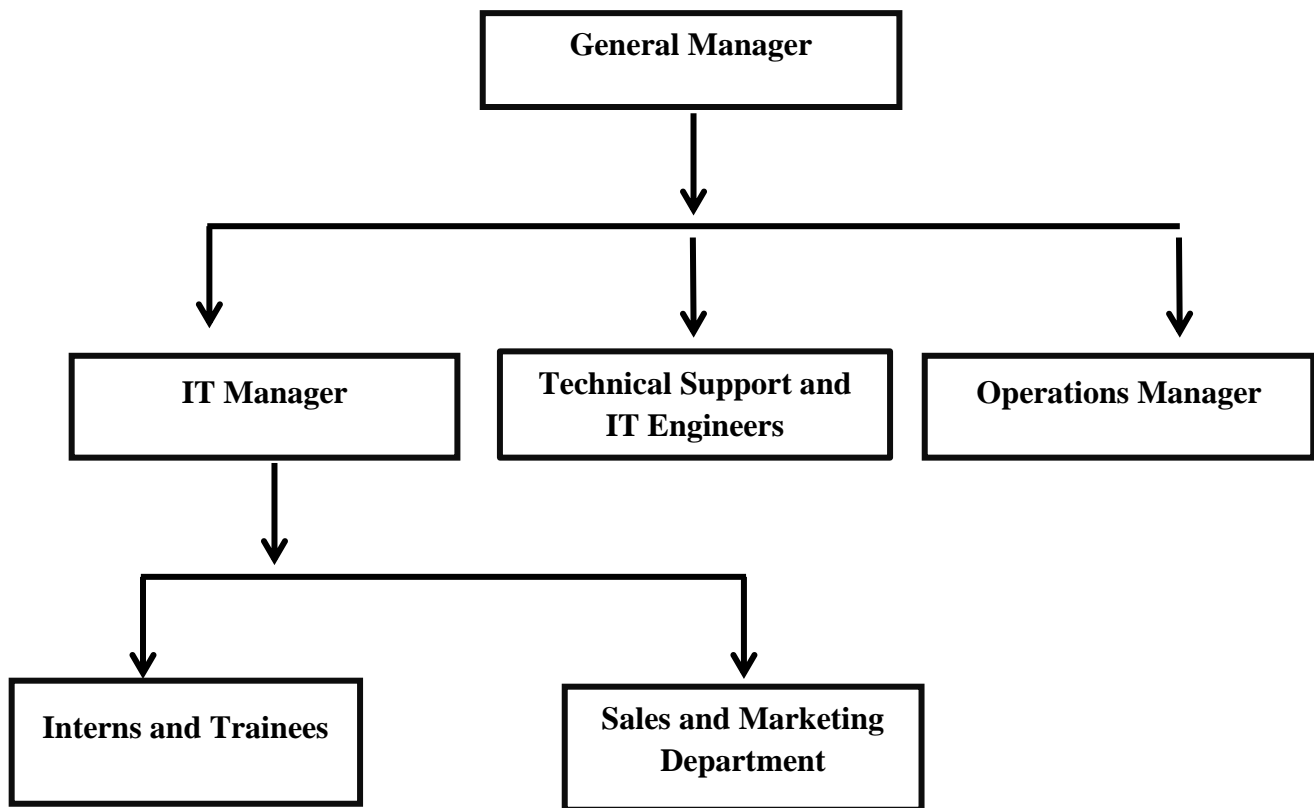 General Manager
IT Manager
Technical Support and
IT Engineers
Operations Manager
Interns and Trainees
Sales and Marketing
Department